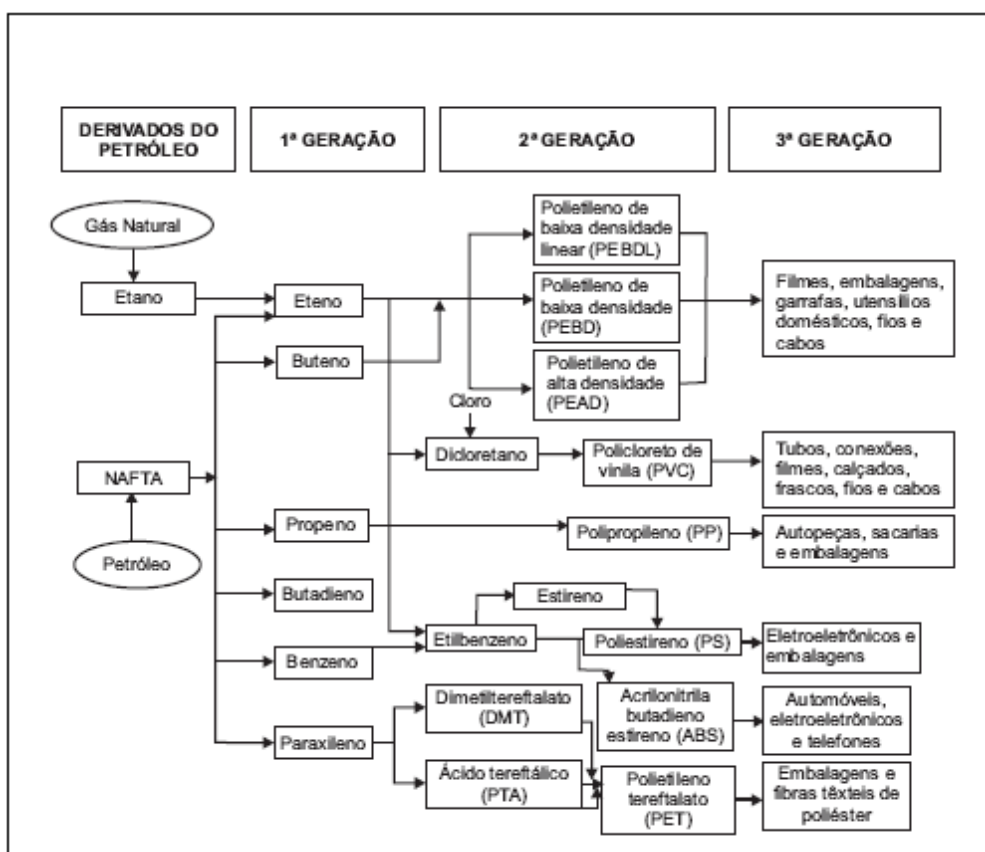 DERIVADOS DO
PETRÓLEO
1ª GERAÇÃO
2ª GERAÇÃO
3ª GERAÇÃO
Gás Natural
Etano
NAFTA
Petróleo
Eteno
Buteno
Propeno
Butadieno
Benzeno
Paraxileno
Polietileno de
baixa densidade
linear (PEBDL)
Polietileno de
baixa densidade
(PEBD)
Polietileno de
alta densidade
(PEAD)
Cloro
Dicloretano
Policloreto de
vinila (PVC)
Polipropileno (PP)
Estireno
Etilbenzeno
Poliestireno (PS)
Dimetiltereftalato
(DMT)
Acrilonitrila
butadieno
estireno (ABS)
Ácido tereftálico
(PTA)
Polietileno
tereftalato
(PET)
Filmes, embalagens,
garrafas, utensílios
domésticos, fios e
cabos
Tubos, conexões,
filmes, calçados,
frascos, fios e cabos
Autopeças, sacarias
e embalagens
Eletroeletrônicos e
embalagens
Automóveis,
eletroeletrônicos
e telefones
Embalagens e
fibras têxteis de
poliéster